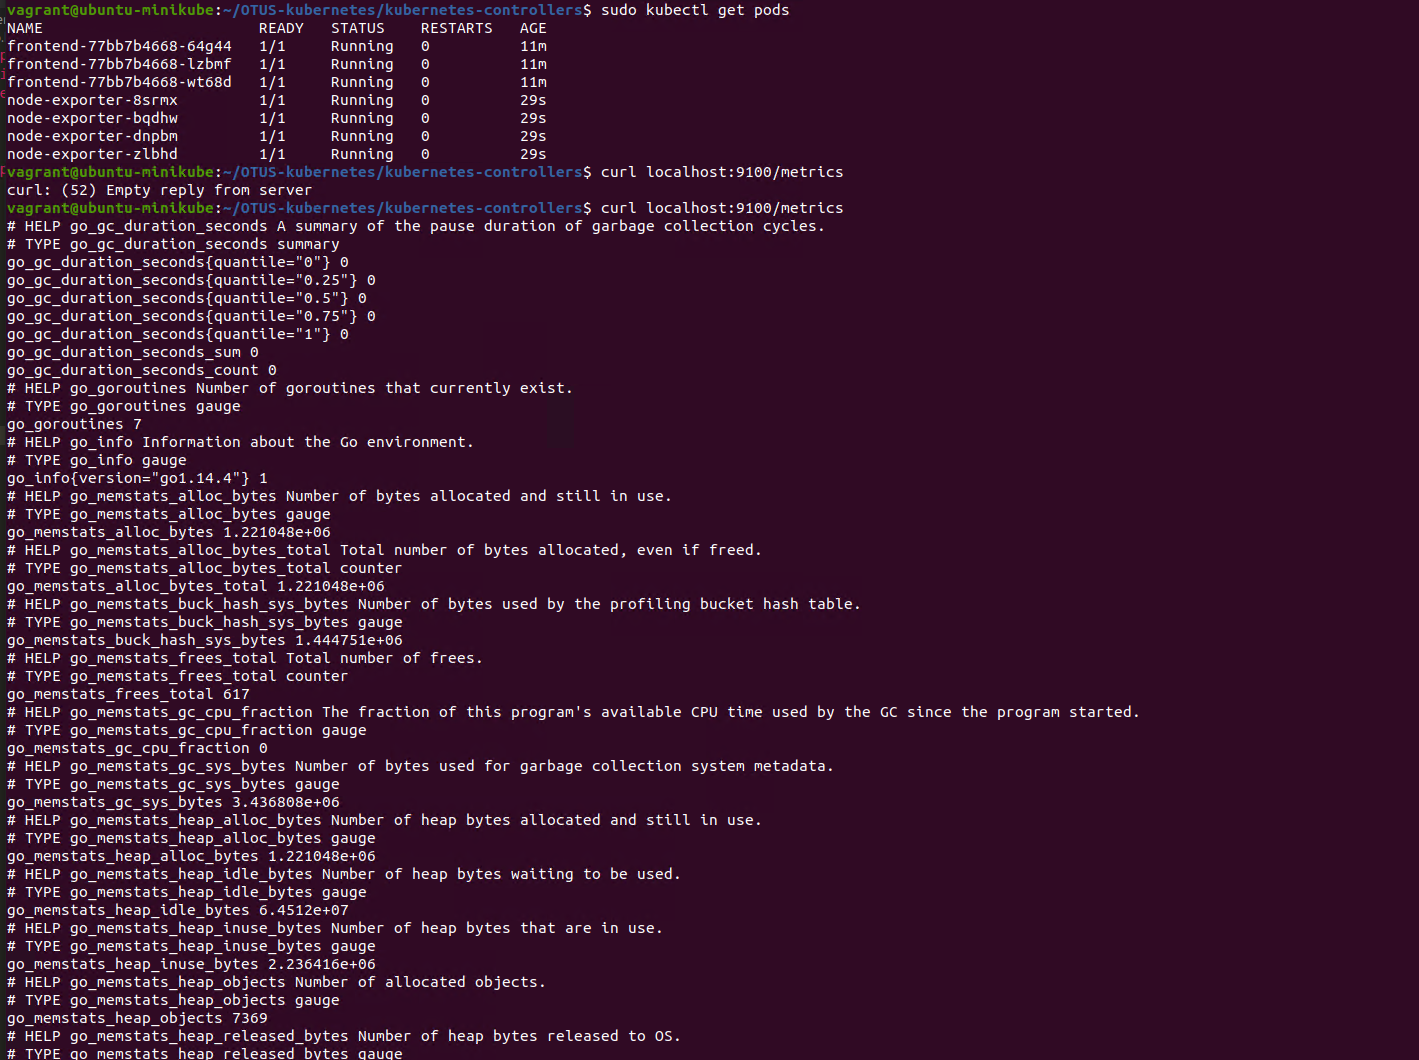 vagrant@ubuntu-minikube:~/OTUS-kubernetes/kubernetes-controllers$ sudo kubectl get pods
NAME                        READY   STATUS    RESTARTS   AGE
frontend-77bb7b4668-64g44   1/1     Running   0          11m
frontend-77bb7b4668-lzbmf   1/1     Running   0          11m
frontend-77bb7b4668-wt68d   1/1     Running   0          11m
node-exporter-8srmx         1/1     Running   0          29s
node-exporter-bqdhw         1/1     Running   0          29s
node-exporter-dnpbm         1/1     Running   0          29s
node-exporter-zlbhd         1/1     Running   0          29s
vagrant@ubuntu-minikube:~/OTUS-kubernetes/kubernetes-controllers$ curl localhost:9100/metrics
curl: (52) Empty reply from server
vagrant@ubuntu-minikube:~/OTUS-kubernetes/kubernetes-controllers$ curl localhost:9100/metrics
# HELP go_gc_duration_seconds A summary of the pause duration of garbage collection cycles.
# TYPE go_gc_duration_seconds summary
go_gc_duration_seconds{quantile="0"} 0
go_gc_duration_seconds{quantile="0.25"} 0
go_gc_duration_seconds{quantile="0.5"} 0
go_gc_duration_seconds{quantile="0.75"} 0
go_gc_duration_seconds{quantile="1"} 0
go_gc_duration_seconds_sum 0
go_gc_duration_seconds_count 0
# HELP go_goroutines Number of goroutines that currently exist.
# TYPE go_goroutines gauge
go_goroutines 7
# HELP go_info Information about the Go environment.
# TYPE go_info gauge
go_info{version="go1.14.4"} 1
# HELP go_memstats_alloc_bytes Number of bytes allocated and still in use.
# TYPE go_memstats_alloc_bytes gauge
go_memstats_alloc_bytes 1.221048e+06
# HELP go_memstats_alloc_bytes_total Total number of bytes allocated, even if freed.
# TYPE go_memstats_alloc_bytes_total counter
go_memstats_alloc_bytes_total 1.221048e+06
# HELP go_memstats_buck_hash_sys_bytes Number of bytes used by the profiling bucket hash table.
# TYPE go_memstats_buck_hash_sys_bytes gauge
go_memstats_buck_hash_sys_bytes 1.444751e+06
# HELP go_memstats_frees_total Total number of frees.
# TYPE go_memstats_frees_total counter
go_memstats_frees_total 617
# HELP go_memstats_gc_cpu_fraction The fraction of this program's available CPU time used by the GC since the program started.
# TYPE go_memstats_gc_cpu_fraction gauge
go_memstats_gc_cpu_fraction 0
# HELP go_memstats_gc_sys_bytes Number of bytes used for garbage collection system metadata.
# TYPE go_memstats_gc_sys_bytes gauge
go_memstats_gc_sys_bytes 3.436808e+06
# HELP go_memstats_heap_alloc_bytes Number of heap bytes allocated and still in use.
# TYPE go_memstats_heap_alloc_bytes gauge
go_memstats_heap_alloc_bytes 1.221048e+06
# HELP go_memstats_heap_idle_bytes Number of heap bytes waiting to be used.
# TYPE go_memstats_heap_idle_bytes gauge
go_memstats_heap_idle_bytes 6.4512e+07
# HELP go_memstats_heap_inuse_bytes Number of heap bytes that are in use.
# TYPE go_memstats_heap_inuse_bytes gauge
go_memstats_heap_inuse_bytes 2.236416e+06
# HELP go_memstats_heap_objects Number of allocated objects.
# TYPE go_memstats_heap_objects gauge
go_memstats_heap_objects 7369
# HELP go_memstats_heap_released_bytes Number of heap bytes released to OS.
# TYPE go_memstats_heap_released_bytes gauge